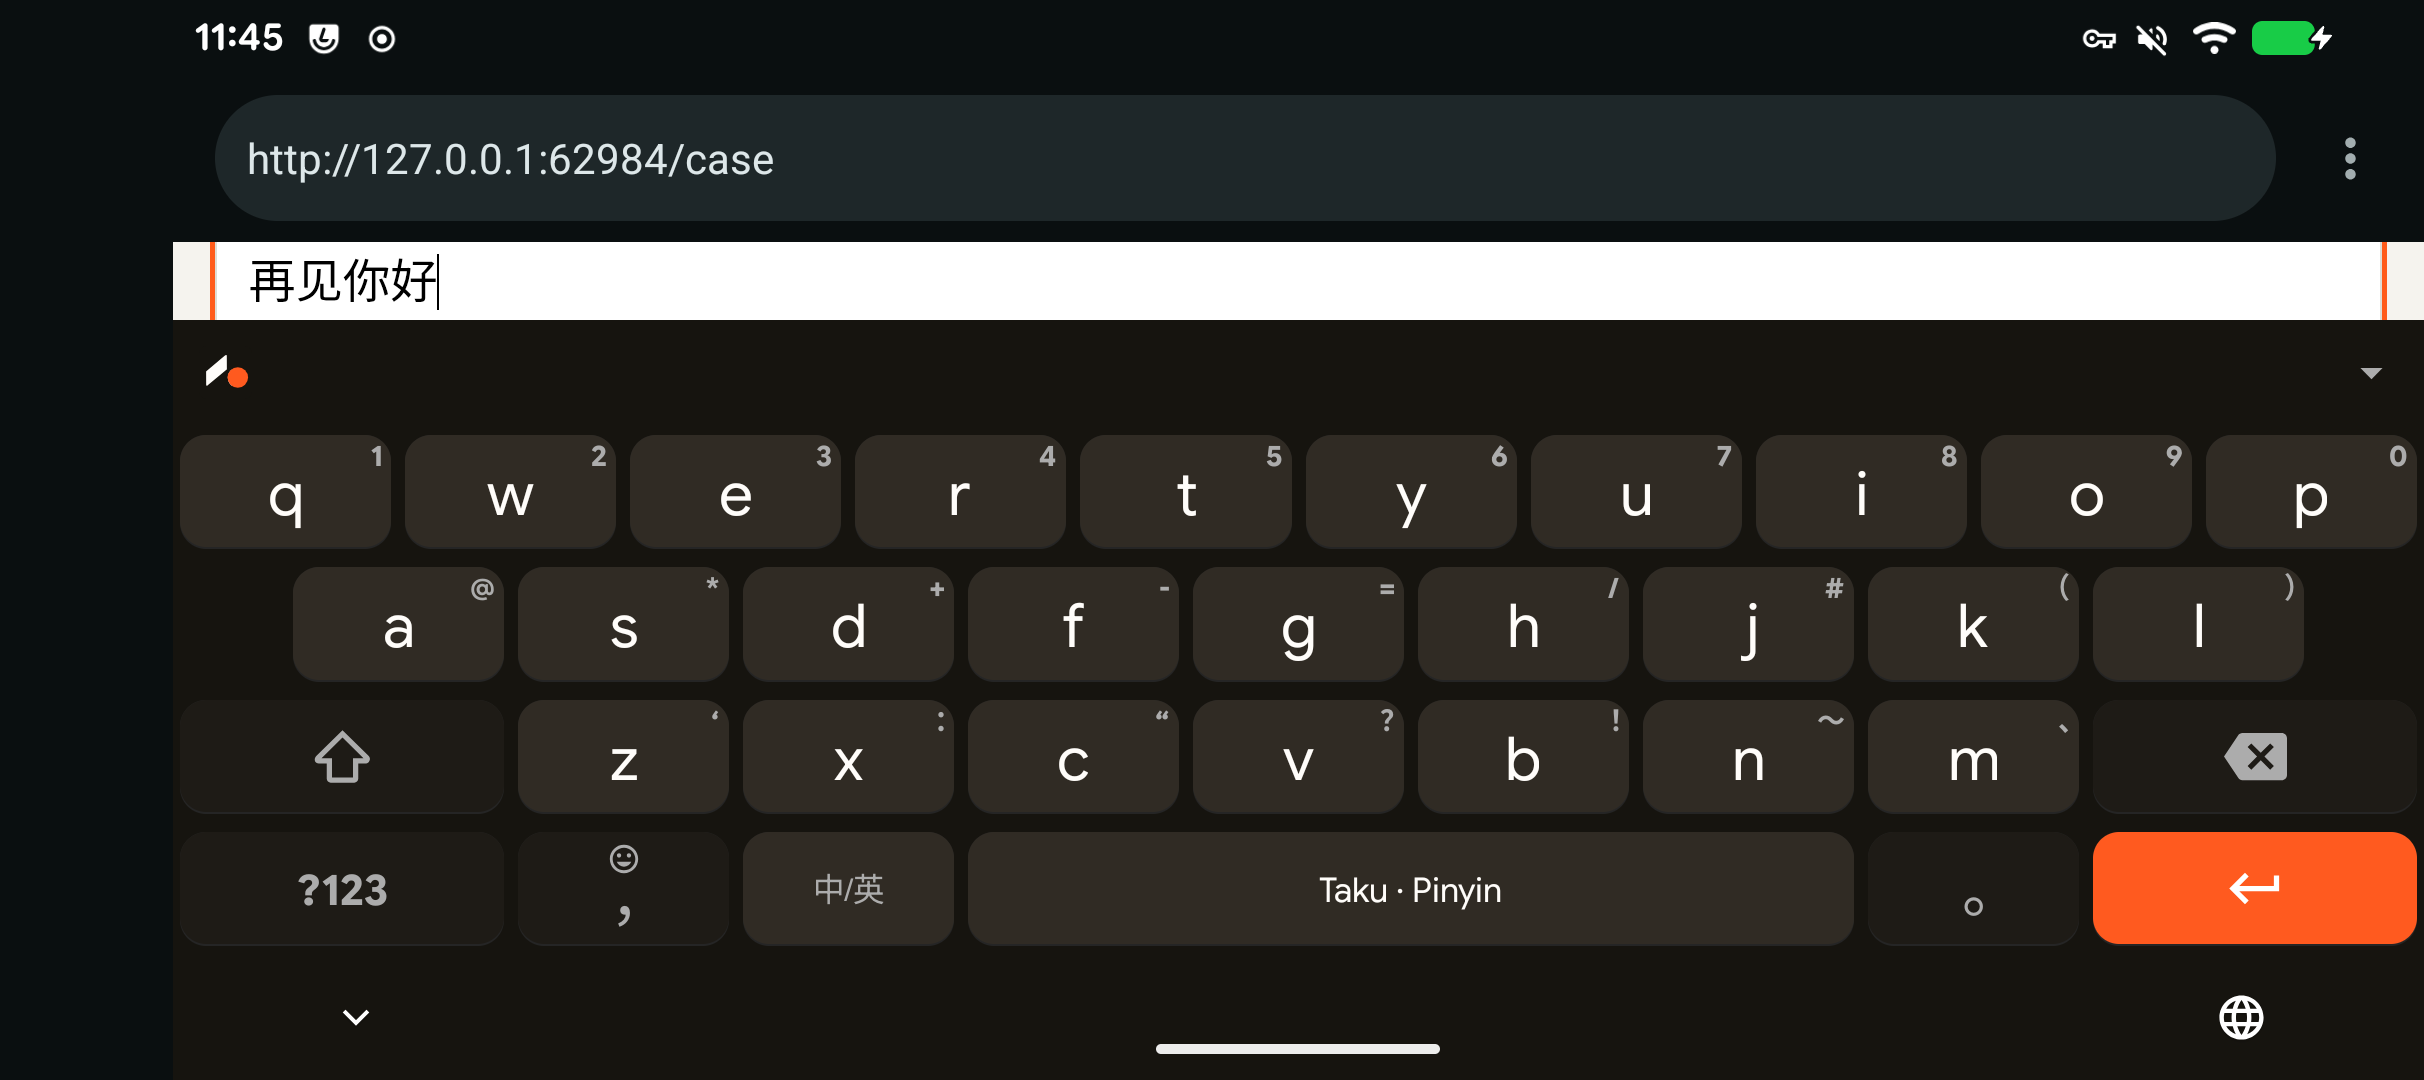 11:45
http://127.0.0.1:62984/case
再见你好
q 1 w 2 e 3 r 4 t 5 y 6 u 7 i 8 o 9 p 0
a @ s * d + f - g = h / j # k ( l )
z ‘ x : c “ v ? b ! n ～ m 、
?123 , 中/英 Taku · Pinyin 。